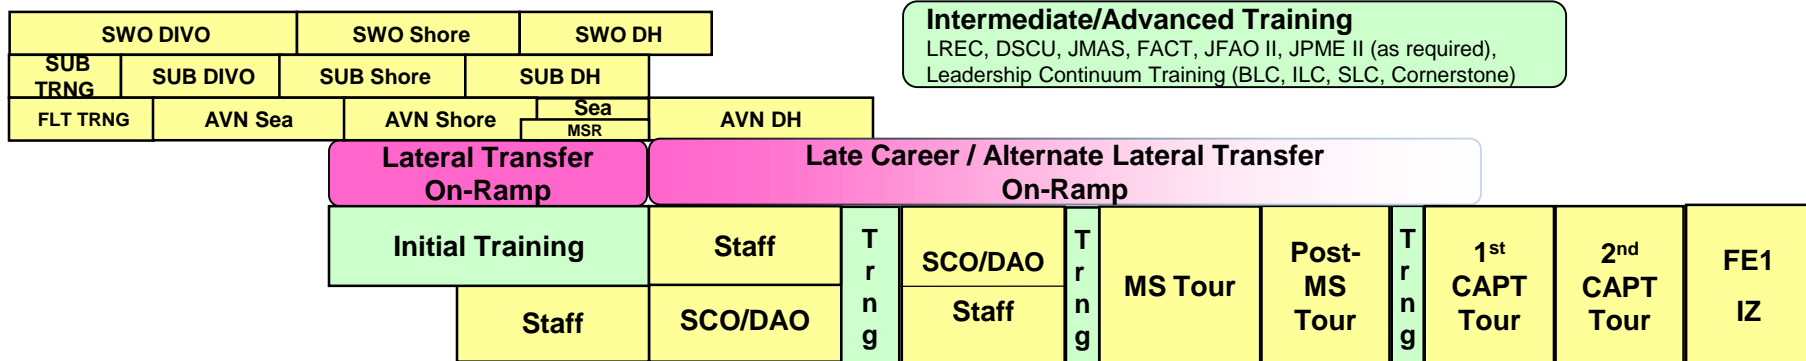 SWO DIVO
SWO Shore
SWO DH
Intermediate/Advanced Training
LREC, DSCU, JMAS, FACT, JFAO II, JPME II (as required),
Leadership Continuum Training (BLC, ILC, SLC, Cornerstone)
SUB
TRNG
SUB DIVO
SUB Shore
SUB DH
FLT TRNG
AVN Sea
AVN Shore
Sea
MSR
AVN DH
Lateral Transfer
On-Ramp
Late Career / Alternate Lateral Transfer
On-Ramp
Initial Training
Staff
Staff
SCO/DAO
T
r
n
g
SCO/DAO
Staff
T
r
n
g
MS Tour
Post-
MS
Tour
T
r
n
g
1st
CAPT
Tour
2nd
CAPT
Tour
FE1
IZ